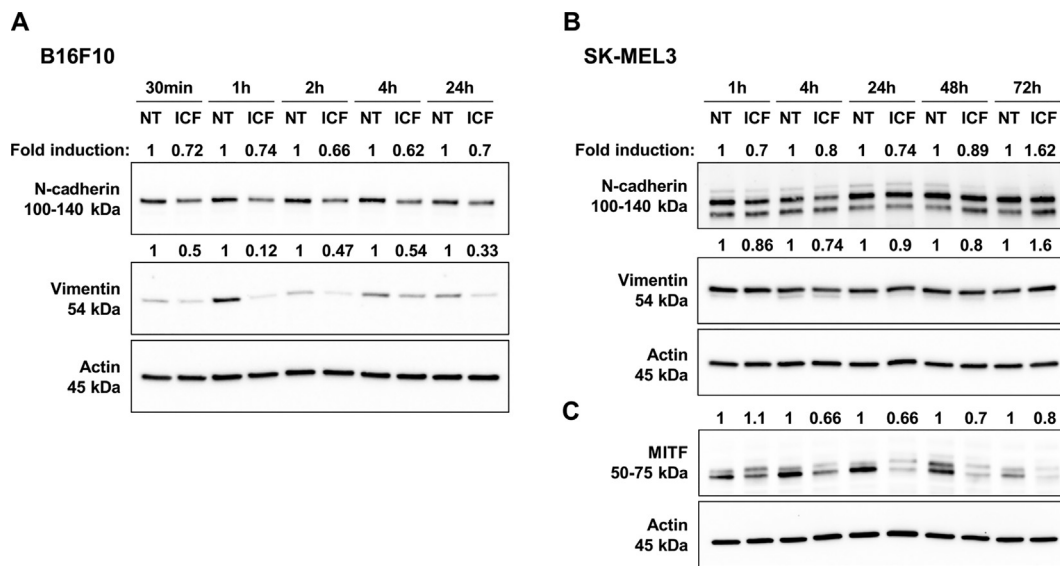 A
B16F10
30min 1h 2h 4h 24h
NT ICF NT ICF NT ICF NT ICF NT ICF
Fold induction: 1 0.72 1 0.74 1 0.66 1 0.62 1 0.7
N-cadherin
100-140 kDa
1 0.5 1 0.12 1 0.47 1 0.54 1 0.33
Vimentin
54 kDa
Actin
45 kDa
B
SK-MEL3
1h 4h 24h 48h 72h
NT ICF NT ICF NT ICF NT ICF NT ICF
Fold induction: 1 0.7 1 0.8 1 0.74 1 0.89 1 1.62
N-cadherin
100-140 kDa
1 0.86 1 0.74 1 0.9 1 0.8 1 1.6
Vimentin
54 kDa
Actin
45 kDa
C
1 1.1 1 0.66 1 0.66 1 0.7 1 0.8
MITF
50-75 kDa
Actin
45 kDa